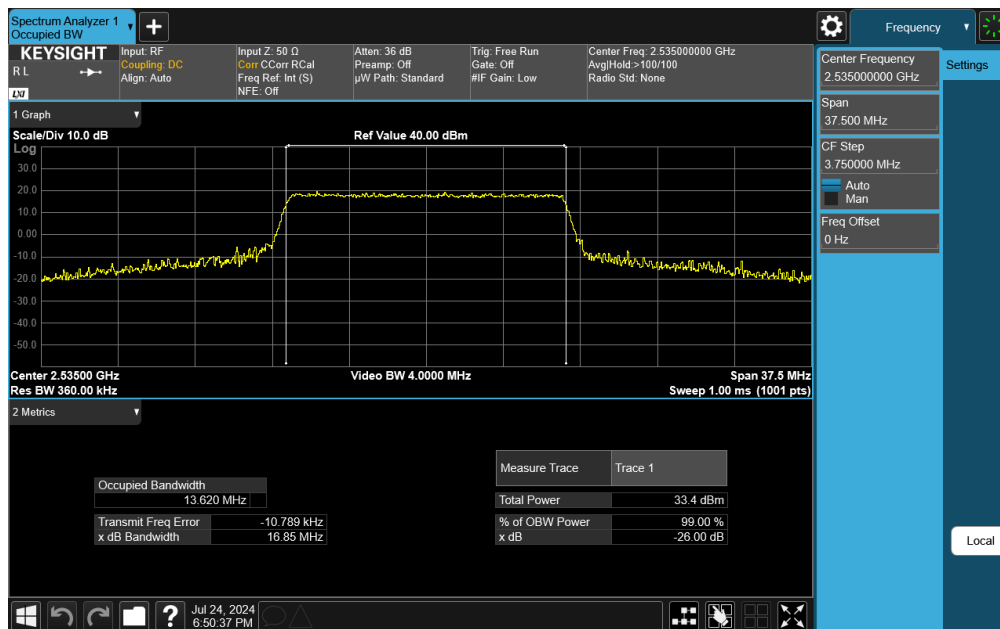 Spectrum Analyzer 1
Occupied BW
Frequency
KEYSIGHT
R L
LXI
Input: RF
Coupling: DC
Align: Auto
Input Z: 50 Ω
Corr CCorr RCal
Freq Ref: Int (S)
NFE: Off
Atten: 36 dB
Preamp: Off
µW Path: Standard
Trig: Free Run
Gate: Off
#IF Gain: Low
Center Freq: 2.535000000 GHz
Avg|Hold:>100/100
Radio Std: None
Center Frequency
2.535000000 GHz
Settings
Span
37.500 MHz
CF Step
3.750000 MHz
Auto
Man
Freq Offset
0 Hz
Local
1 Graph
Scale/Div 10.0 dB
Ref Value 40.00 dBm
Log
30.0
20.0
10.0
0.00
-10.0
-20.0
-30.0
-40.0
-50.0
Center 2.53500 GHz
Video BW 4.0000 MHz
Span 37.5 MHz
Res BW 360.00 kHz
Sweep 1.00 ms (1001 pts)
2 Metrics
Occupied Bandwidth
13.620 MHz
Transmit Freq Error -10.789 kHz
x dB Bandwidth 16.85 MHz
Measure Trace Trace 1
Total Power 33.4 dBm
% of OBW Power 99.00 %
x dB -26.00 dB
?
Jul 24, 2024
6:50:37 PM